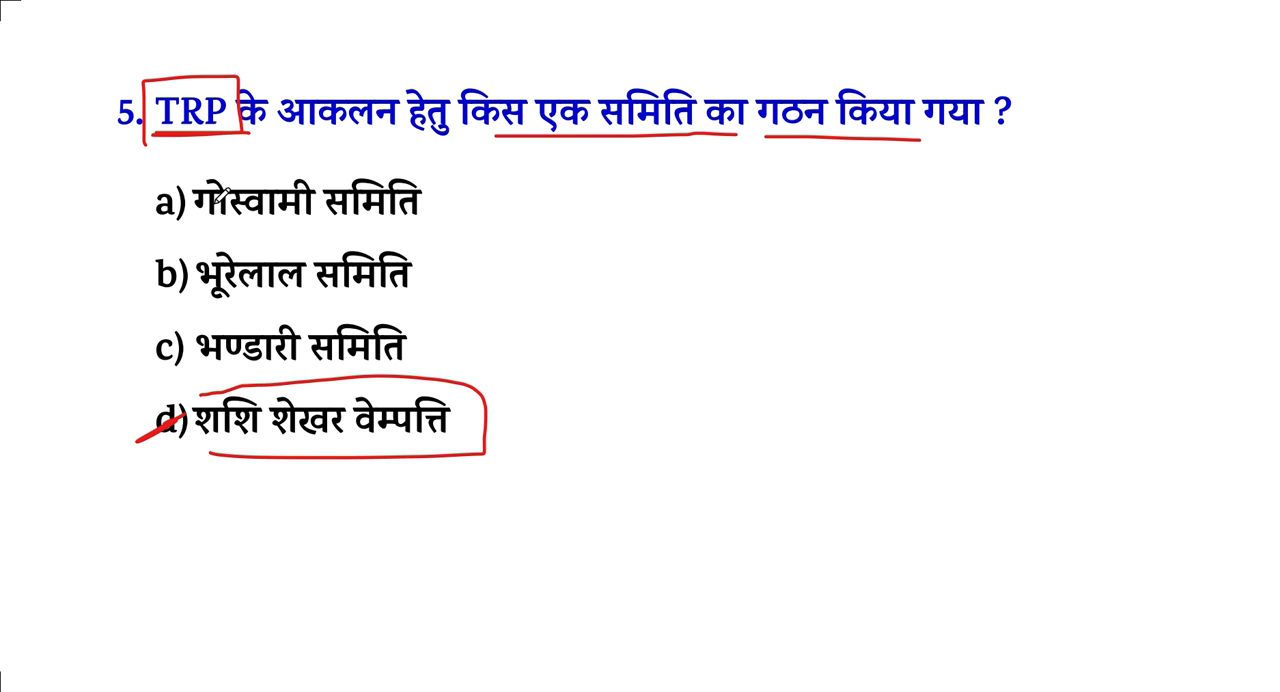 5. TRP के आकलन हेतु किस एक समिति का गठन किया गया ?
a) गोस्वामी समिति
b) भूरेलाल समिति
c) भण्डारी समिति
d) शशि शेखर वेम्पत्ति